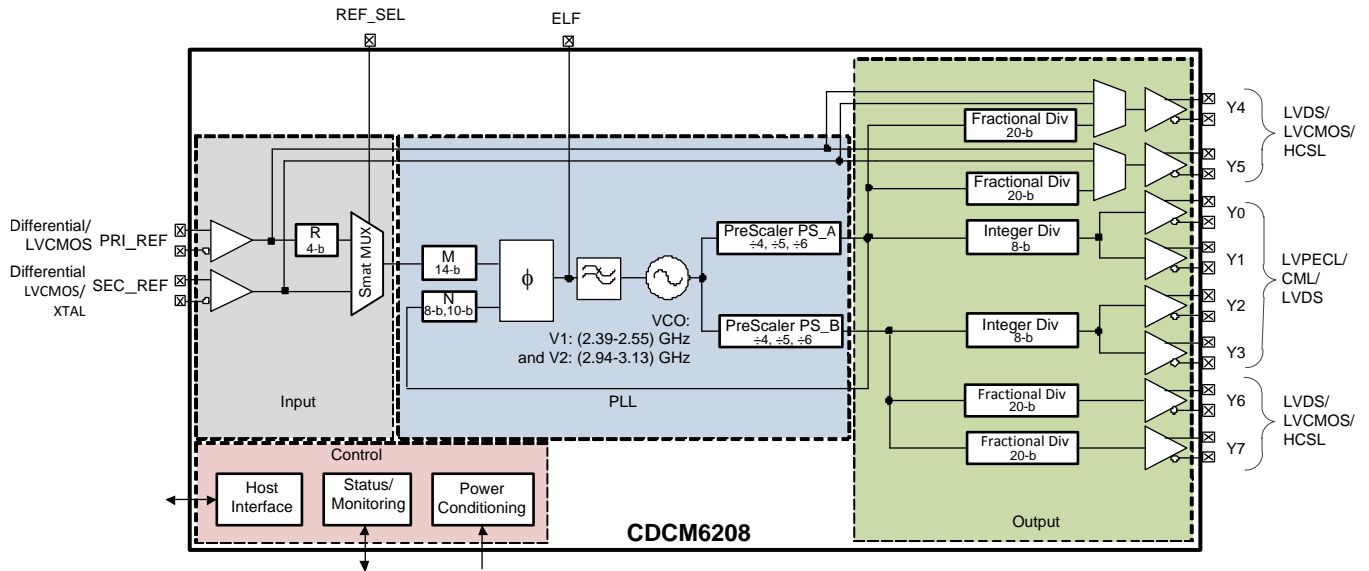 REF_SEL
ELF
Differential/
LVCMOS
PRI_REF
Differential
LVCMOS/
XTAL
SEC_REF
R
4-b
Smat MUX
Input
M
14-b
N
8-b,10-b
ϕ
VCO:
V1: (2.39-2.55) GHz
and V2: (2.94-3.13) GHz
PreScaler PS_A
÷4, ÷5, ÷6
PreScaler PS_B
÷4, ÷5, ÷6
PLL
Fractional Div
20-b
Fractional Div
20-b
Integer Div
8-b
Integer Div
8-b
Fractional Div
20-b
Fractional Div
20-b
Output
Y4
Y5
LVDS/
LVCMOS/
HCSL
Y0
Y1
Y2
Y3
LVPECL/
CML/
LVDS
Y6
Y7
LVDS/
LVCMOS/
HCSL
Control
Host
Interface
Status/
Monitoring
Power
Conditioning
CDCM6208